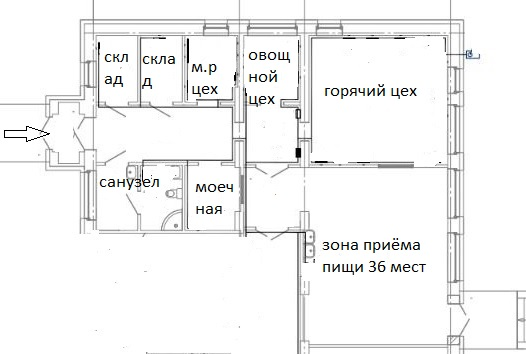 скл
ад
скла
д
м.р
цех
овощ
ной
цех
горячий цех
санузел
моеч
ная
зона приёма
пищи 36 мест